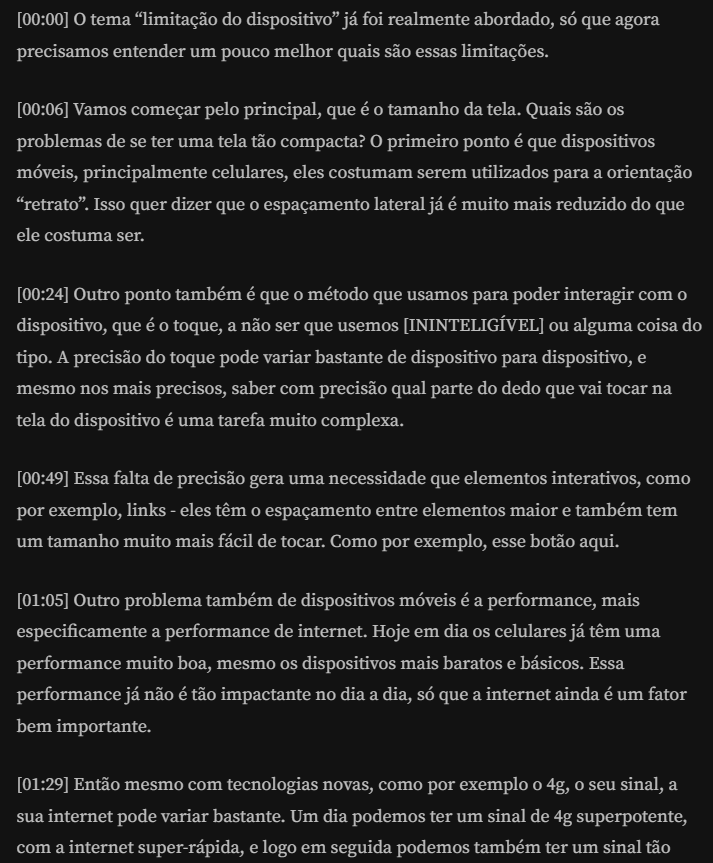 [00:00] O tema “limitação do dispositivo” já foi realmente abordado, só que agora
precisamos entender um pouco melhor quais são essas limitações.
[00:06] Vamos começar pelo principal, que é o tamanho da tela. Quais são os
problemas de se ter uma tela tão compacta? O primeiro ponto é que dispositivos
móveis, principalmente celulares, eles costumam serem utilizados para a orientação
“retrato”. Isso quer dizer que o espaçamento lateral já é muito mais reduzido do que
ele costuma ser.
[00:24] Outro ponto também é que o método que usamos para poder interagir com o
dispositivo, que é o toque, a não ser que usemos [ININTELIGÍVEL] ou alguma coisa do
tipo. A precisão do toque pode variar bastante de dispositivo para dispositivo, e
mesmo nos mais precisos, saber com precisão qual parte do dedo que vai tocar na
tela do dispositivo é uma tarefa muito complexa.
[00:49] Essa falta de precisão gera uma necessidade que elementos interativos, como
por exemplo, links - eles têm o espaçamento entre elementos maior e também tem
um tamanho muito mais fácil de tocar. Como por exemplo, esse botão aqui.
[01:05] Outro problema também de dispositivos móveis é a performance, mais
especificamente a performance de internet. Hoje em dia os celulares já têm uma
performance muito boa, mesmo os dispositivos mais baratos e básicos. Essa
performance já não é tão impactante no dia a dia, só que a internet ainda é um fator
bem importante.
[01:29] Então mesmo com tecnologias novas, como por exemplo o 4g, o seu sinal, a
sua internet pode variar bastante. Um dia podemos ter um sinal de 4g superpotente,
com a internet super-rápida, e logo em seguida podemos também ter um sinal tão